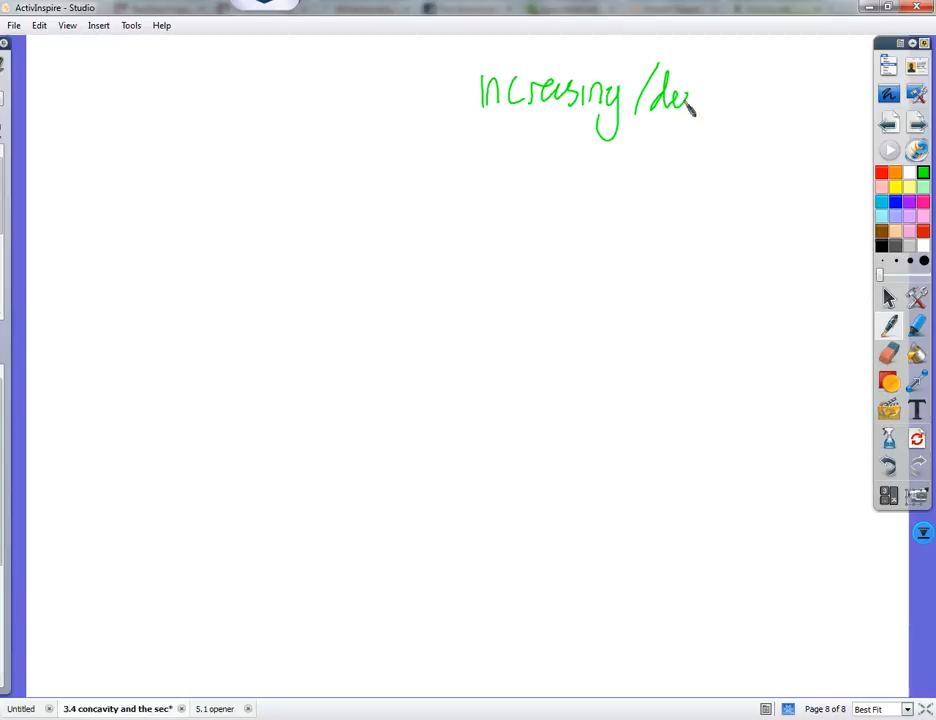 ActivInspire - Studio
File Edit View Insert Tools Help
increasing /dec
Untitled 3.4 concavity and the sec* 5.1 opener Page 8 of 8 Best Fit